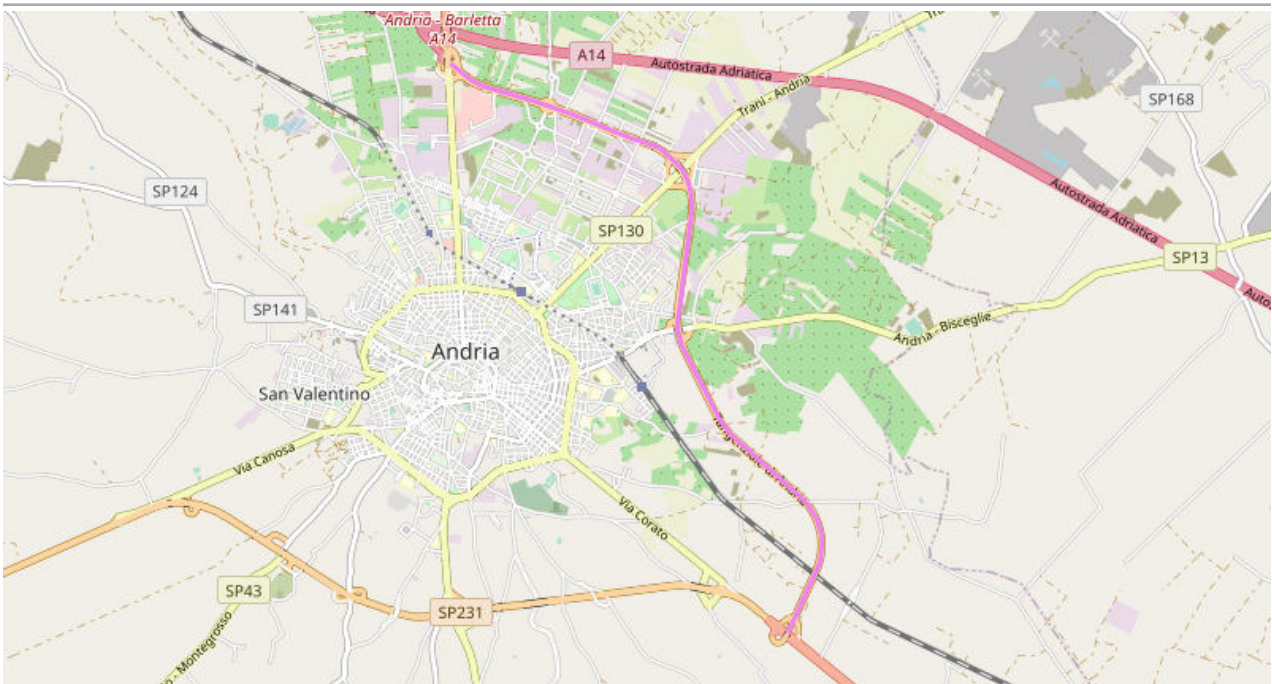 Andria - Barletta
A14
A14
Autostrada Adriatica
Trani - Andria
SP168
SP124
SP130
Autostrada Adriatica
SP13
SP141
Andria - Bisceglie
Andria
San Valentino
Via Canosa
Via Corato
SP43
SP231
- Montegrosso